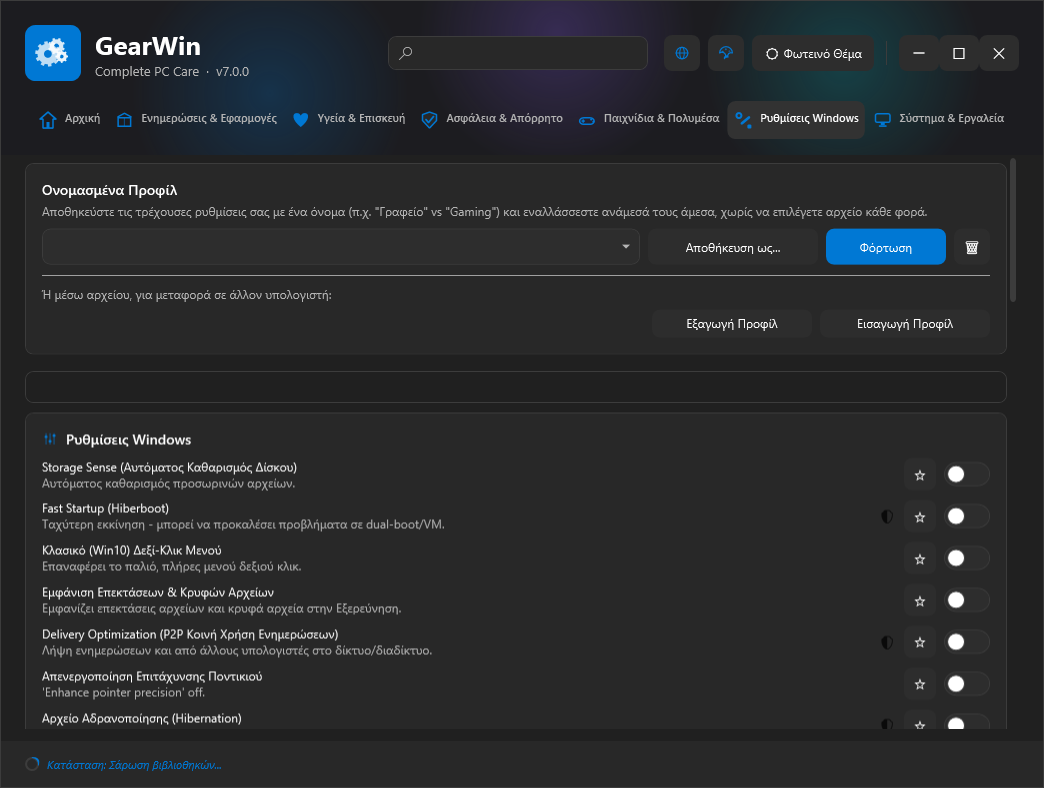 GearWin
Complete PC Care · v7.0.0
Φωτεινό Θέμα
Αρχική
Ενημερώσεις & Εφαρμογές
Υγεία & Επισκευή
Ασφάλεια & Απόρρητο
Παιχνίδια & Πολυμέσα
Ρυθμίσεις Windows
Σύστημα & Εργαλεία
Ονομασμένα Προφίλ
Αποθηκεύστε τις τρέχουσες ρυθμίσεις σας με ένα όνομα (π.χ. "Γραφείο" vs "Gaming") και εναλλάσσεστε ανάμεσά τους άμεσα, χωρίς να επιλέγετε αρχείο κάθε φορά.
Αποθήκευση ως...
Φόρτωση
Ή μέσω αρχείου, για μεταφορά σε άλλον υπολογιστή:
Εξαγωγή Προφίλ
Εισαγωγή Προφίλ
Ρυθμίσεις Windows
Storage Sense (Αυτόματος Καθαρισμός Δίσκου)
Αυτόματος καθαρισμός προσωρινών αρχείων.
Fast Startup (Hiberboot)
Ταχύτερη εκκίνηση - μπορεί να προκαλέσει προβλήματα σε dual-boot/VM.
Κλασικό (Win10) Δεξί-Κλικ Μενού
Επαναφέρει το παλιό, πλήρες μενού δεξιού κλικ.
Εμφάνιση Επεκτάσεων & Κρυφών Αρχείων
Εμφανίζει επεκτάσεις αρχείων και κρυφά αρχεία στην Εξερεύνηση.
Delivery Optimization (P2P Κοινή Χρήση Ενημερώσεων)
Λήψη ενημερώσεων και από άλλους υπολογιστές στο δίκτυο/διαδίκτυο.
Απενεργοποίηση Επιτάχυνσης Ποντικιού
'Enhance pointer precision' off.
Αρχείο Αδρανοποίησης (Hibernation)
Κατάσταση: Σάρωση βιβλιοθηκών...